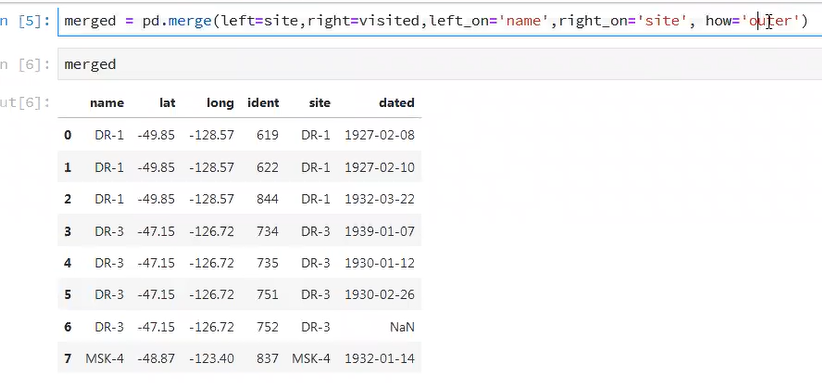 n [5]: merged = pd.merge(left=site,right=visited,left_on='name',right_on='site', how='outer')
n [6]: merged
ut[6]:
name lat long ident site dated
0 DR-1 -49.85 -128.57 619 DR-1 1927-02-08
1 DR-1 -49.85 -128.57 622 DR-1 1927-02-10
2 DR-1 -49.85 -128.57 844 DR-1 1932-03-22
3 DR-3 -47.15 -126.72 734 DR-3 1939-01-07
4 DR-3 -47.15 -126.72 735 DR-3 1930-01-12
5 DR-3 -47.15 -126.72 751 DR-3 1930-02-26
6 DR-3 -47.15 -126.72 752 DR-3 NaN
7 MSK-4 -48.87 -123.40 837 MSK-4 1932-01-14